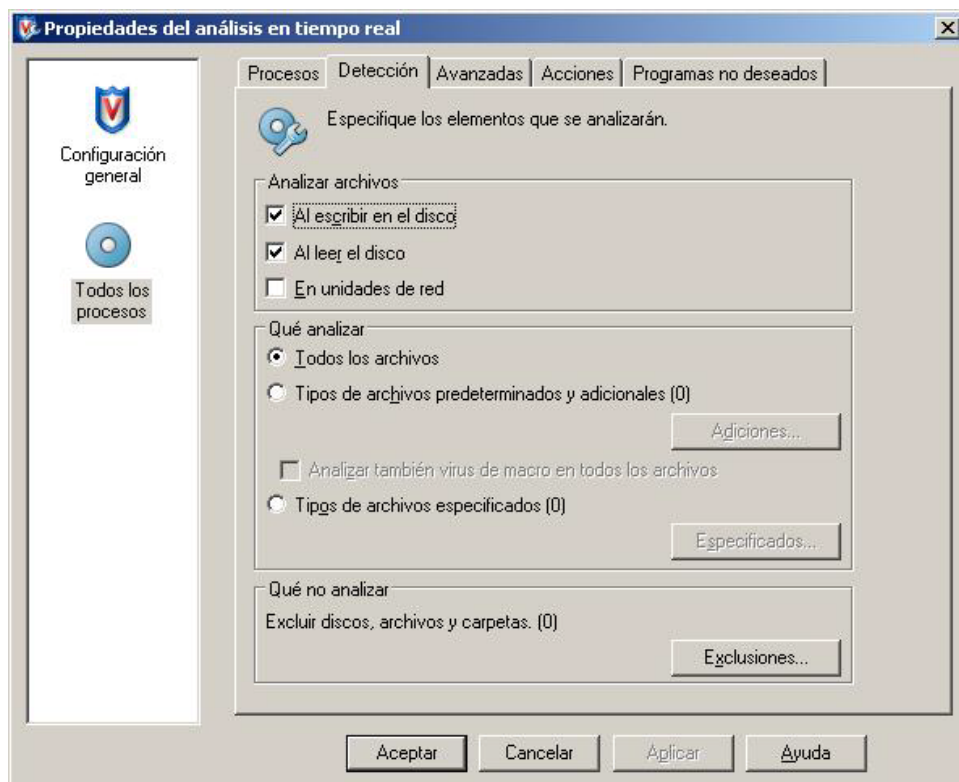 Propiedades del análisis en tiempo real
Configuración
general
Todos los
procesos
Procesos
Detección
Avanzadas
Acciones
Programas no deseados
Especifique los elementos que se analizarán.
Analizar archivos
Al escribir en el disco
Al leer el disco
En unidades de red
Qué analizar
Todos los archivos
Tipos de archivos predeterminados y adicionales (0)
Adiciones...
Analizar también virus de macro en todos los archivos
Tipos de archivos especificados (0)
Especificados...
Qué no analizar
Excluir discos, archivos y carpetas. (0)
Exclusiones...
Aceptar
Cancelar
Aplicar
Ayuda